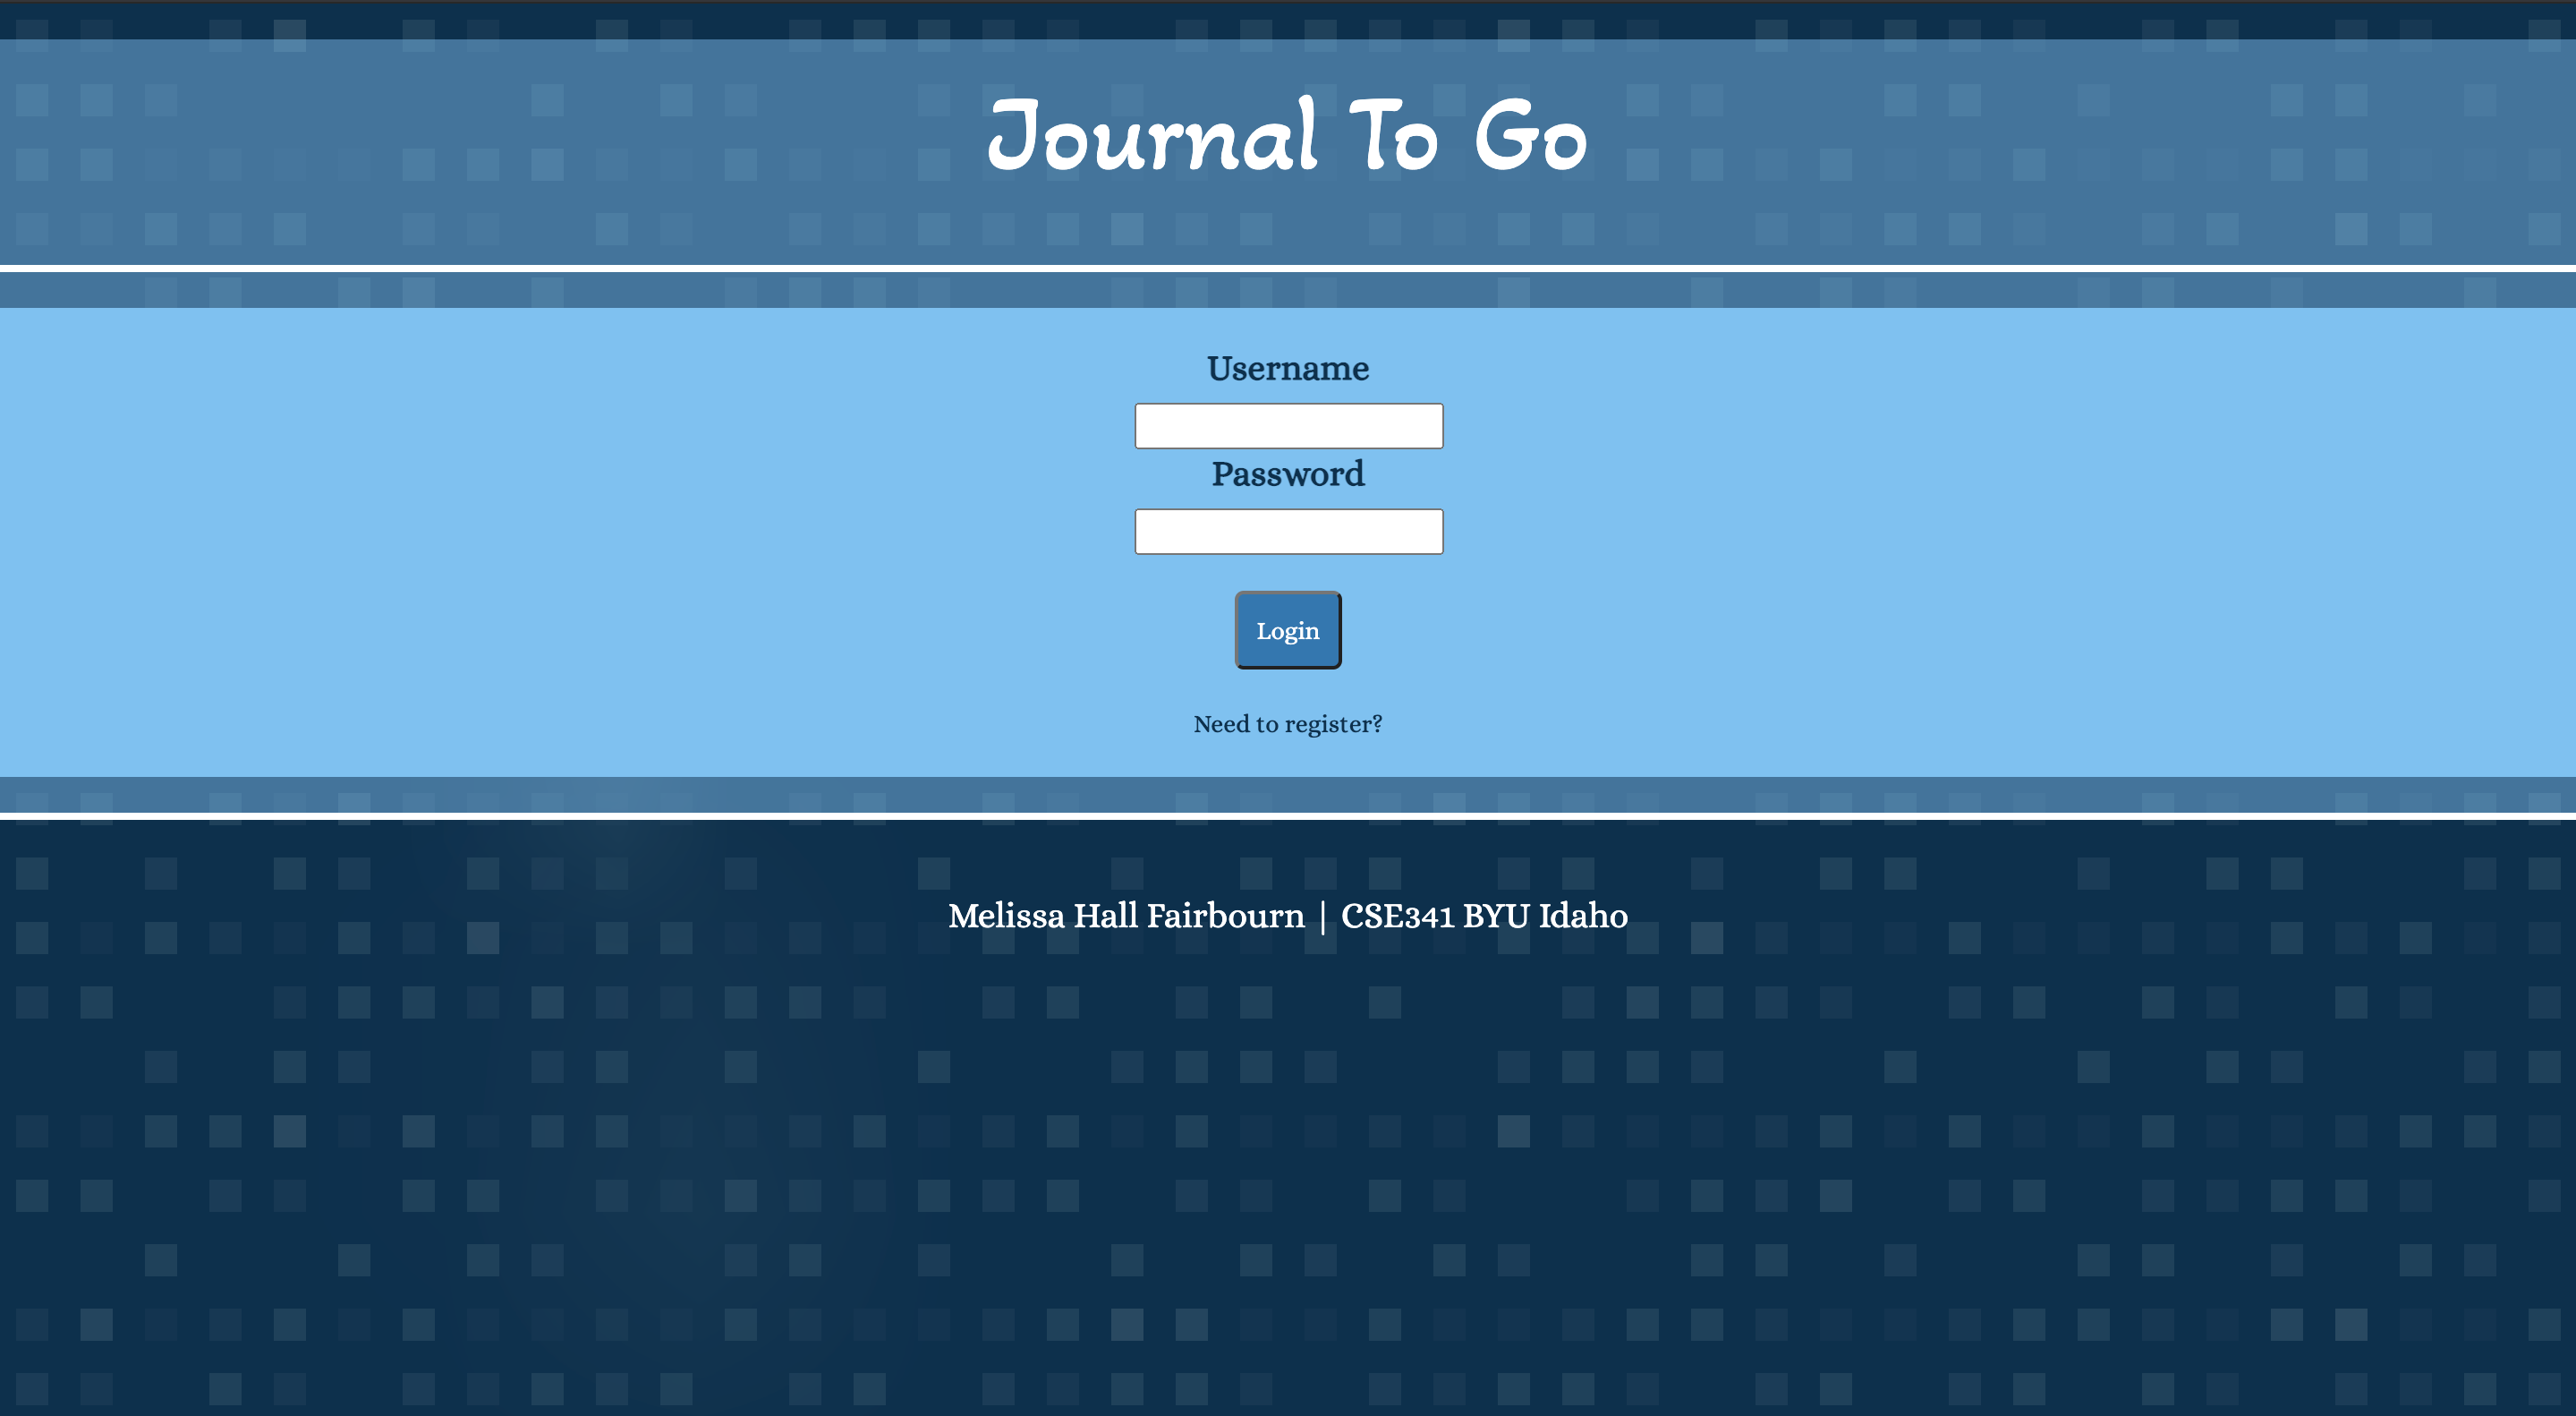 Journal To Go
Username
Password
Login
Need to register?
Melissa Hall Fairbourn | CSE341 BYU Idaho